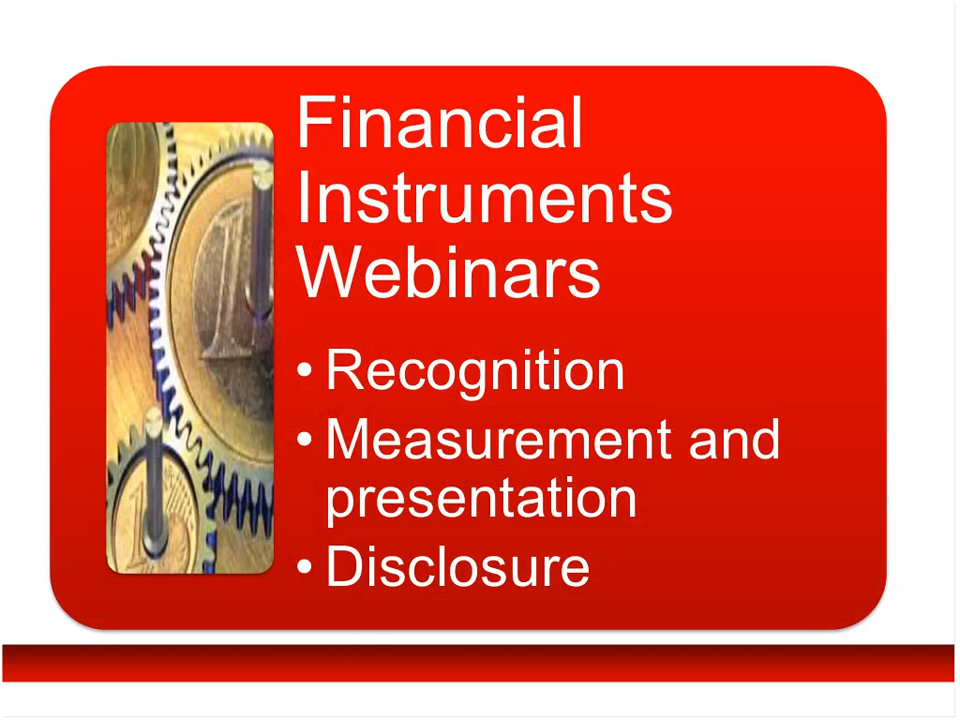 Financial
Instruments
Webinars
• Recognition
• Measurement and
presentation
• Disclosure